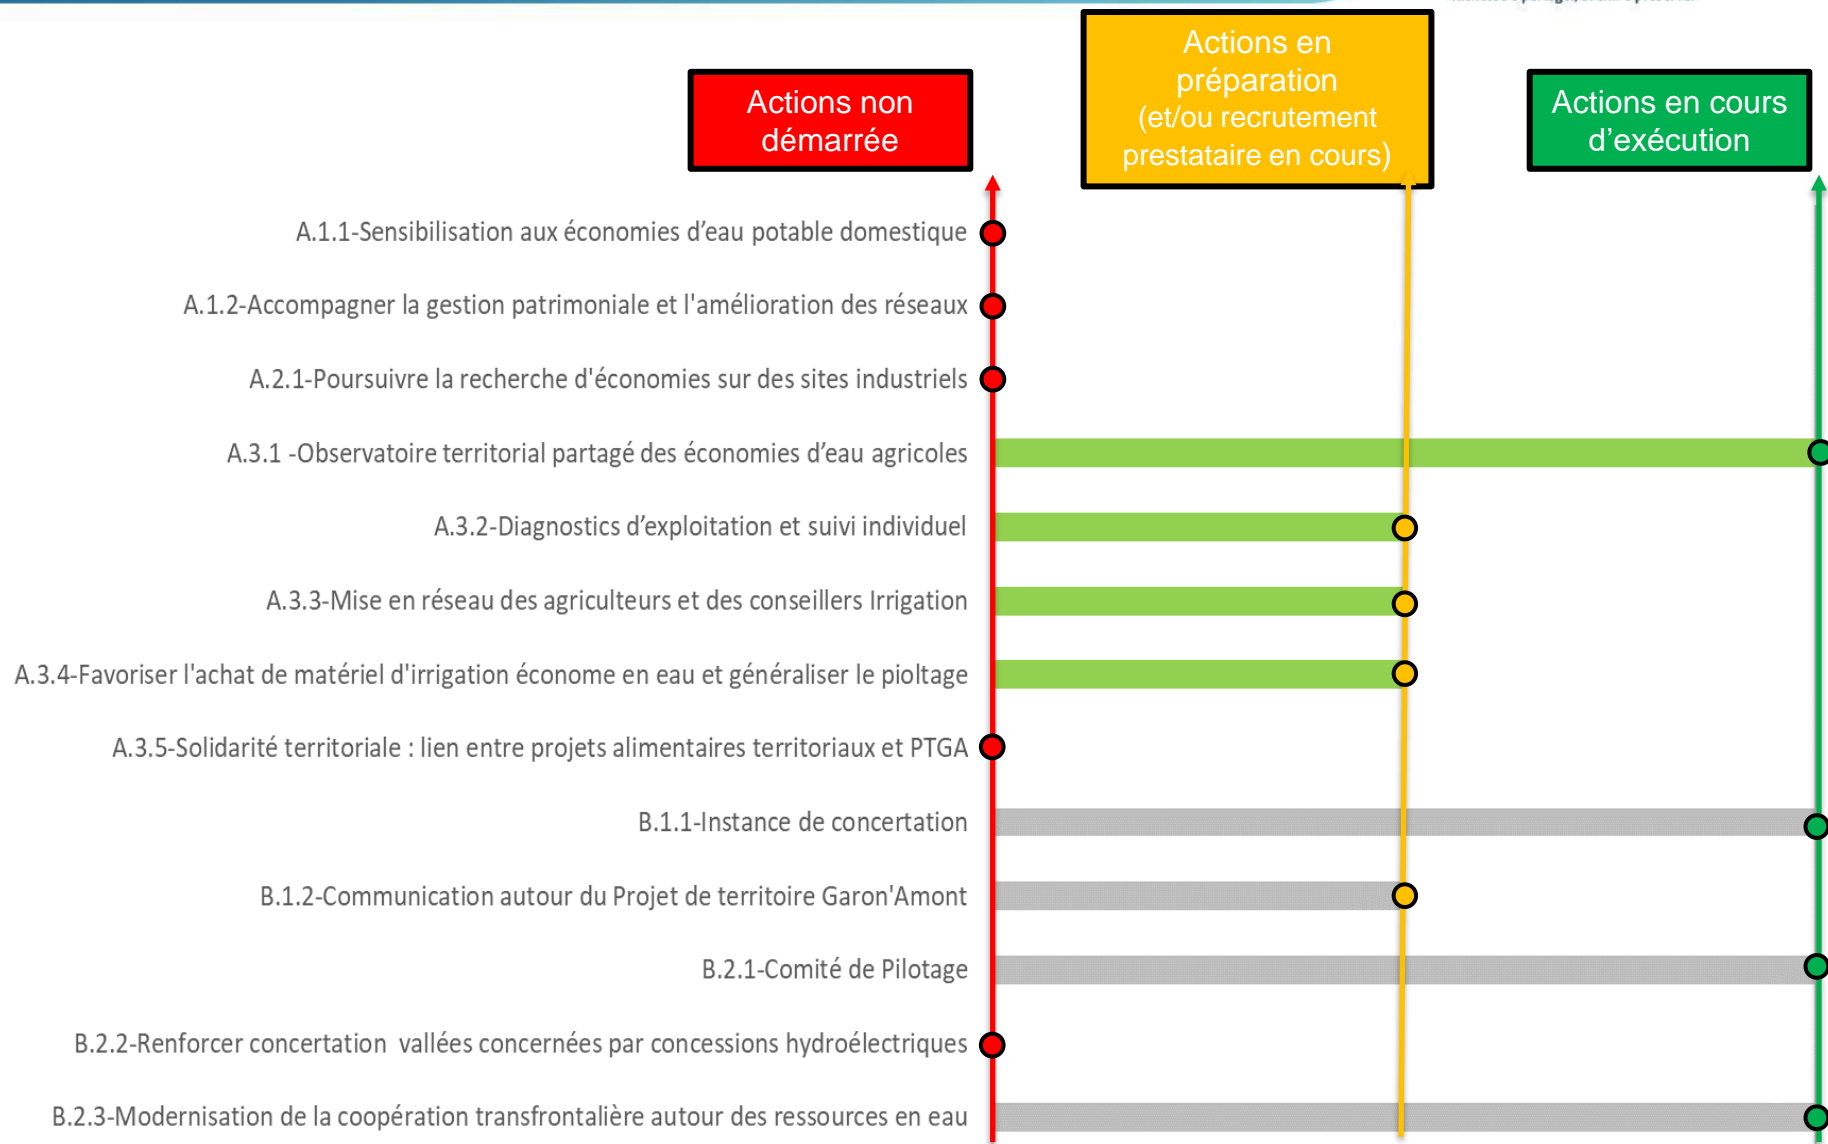 Actions non
démarrée
Actions en
préparation
(et/ou recrutement
prestataire en cours)
Actions en cours
d’exécution
A.1.1-Sensibilisation aux économies d’eau potable domestique
A.1.2-Accompagner la gestion patrimoniale et l'amélioration des réseaux
A.2.1-Poursuivre la recherche d'économies sur des sites industriels
A.3.1 -Observatoire territorial partagé des économies d’eau agricoles
A.3.2-Diagnostics d’exploitation et suivi individuel
A.3.3-Mise en réseau des agriculteurs et des conseillers Irrigation
A.3.4-Favoriser l'achat de matériel d'irrigation économe en eau et généraliser le pioltage
A.3.5-Solidarité territoriale : lien entre projets alimentaires territoriaux et PTGA
B.1.1-Instance de concertation
B.1.2-Communication autour du Projet de territoire Garon'Amont
B.2.1-Comité de Pilotage
B.2.2-Renforcer concertation  vallées concernées par concessions hydroélectriques
B.2.3-Modernisation de la coopération transfrontalière autour des ressources en eau